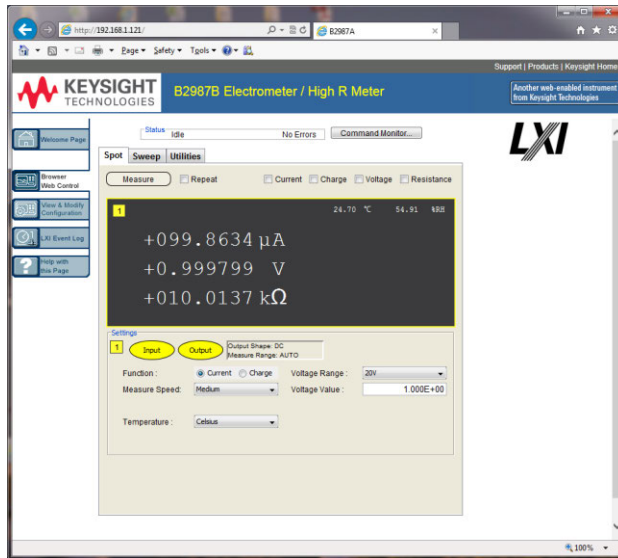 http://192.168.1.121/
B2987A
Page Safety Tools
Support | Products | Keysight Home
KEYSIGHT
TECHNOLOGIES
B2987B Electrometer / High R Meter
Another web-enabled instrument
from Keysight Technologies
Welcome Page
Browser
Web Control
View & Modify
Configuration
LXI Event Log
Help with
this Page
Status
Idle
No Errors
Command Monitor...
LXI
Spot Sweep Utilities
Measure Repeat Current Charge Voltage Resistance
1 24.70 ℃ 54.91 %RH
+099.8634 µA
+0.999799 V
+010.0137 kΩ
Settings
1 Input Output
Output Shape: DC
Measure Range: AUTO
Function : Current Charge Voltage Range : 20V
Measure Speed: Medium Voltage Value : 1.000E+00
Temperature : Celsius
100%